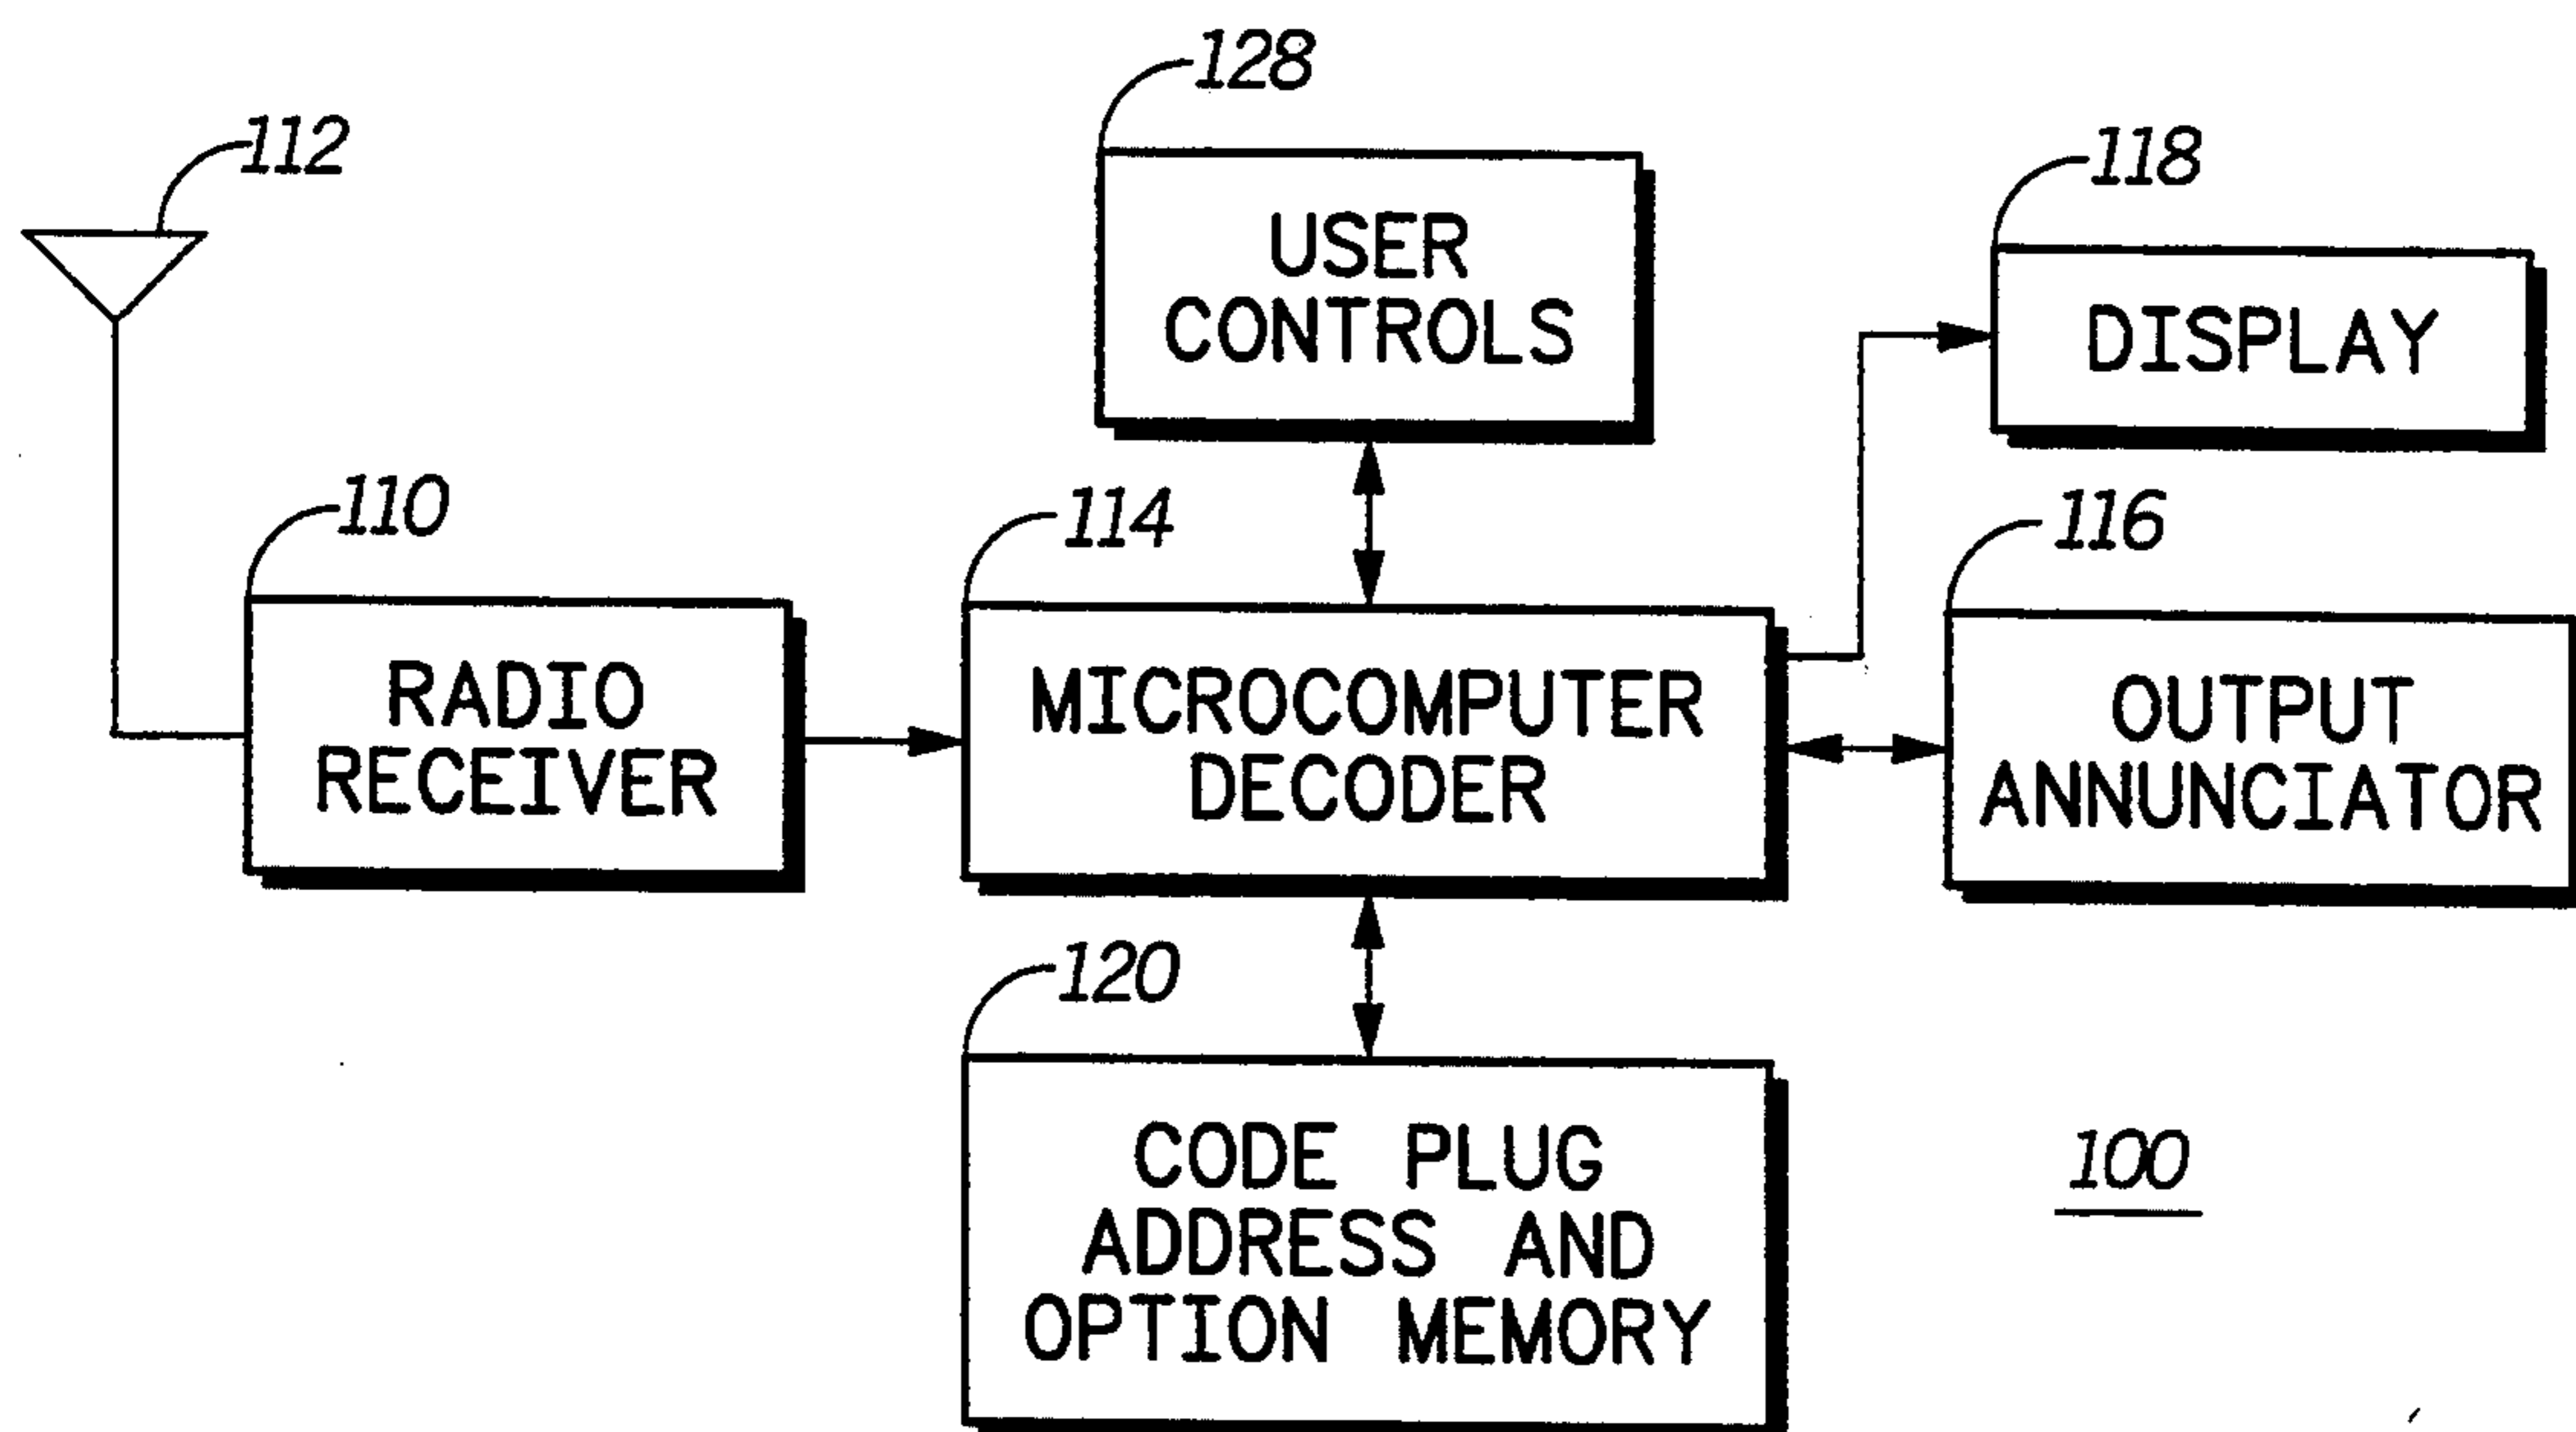 128
USER
CONTROLS
112
118
DISPLAY
110
RADIO
RECEIVER
114
MICROCOMPUTER
DECODER
116
OUTPUT
ANNUNCIATOR
120
CODE PLUG
ADDRESS AND
OPTION MEMORY
100